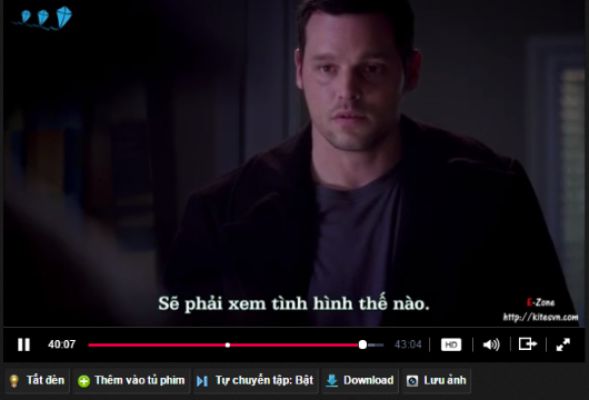 Sẽ phải xem tình hình thế nào.
E-Zone
http://kitesvn.com
40:07
43:04
HD
Tắt đèn
Thêm vào tủ phim
Tự chuyển tập: Bật
Download
Lưu ảnh